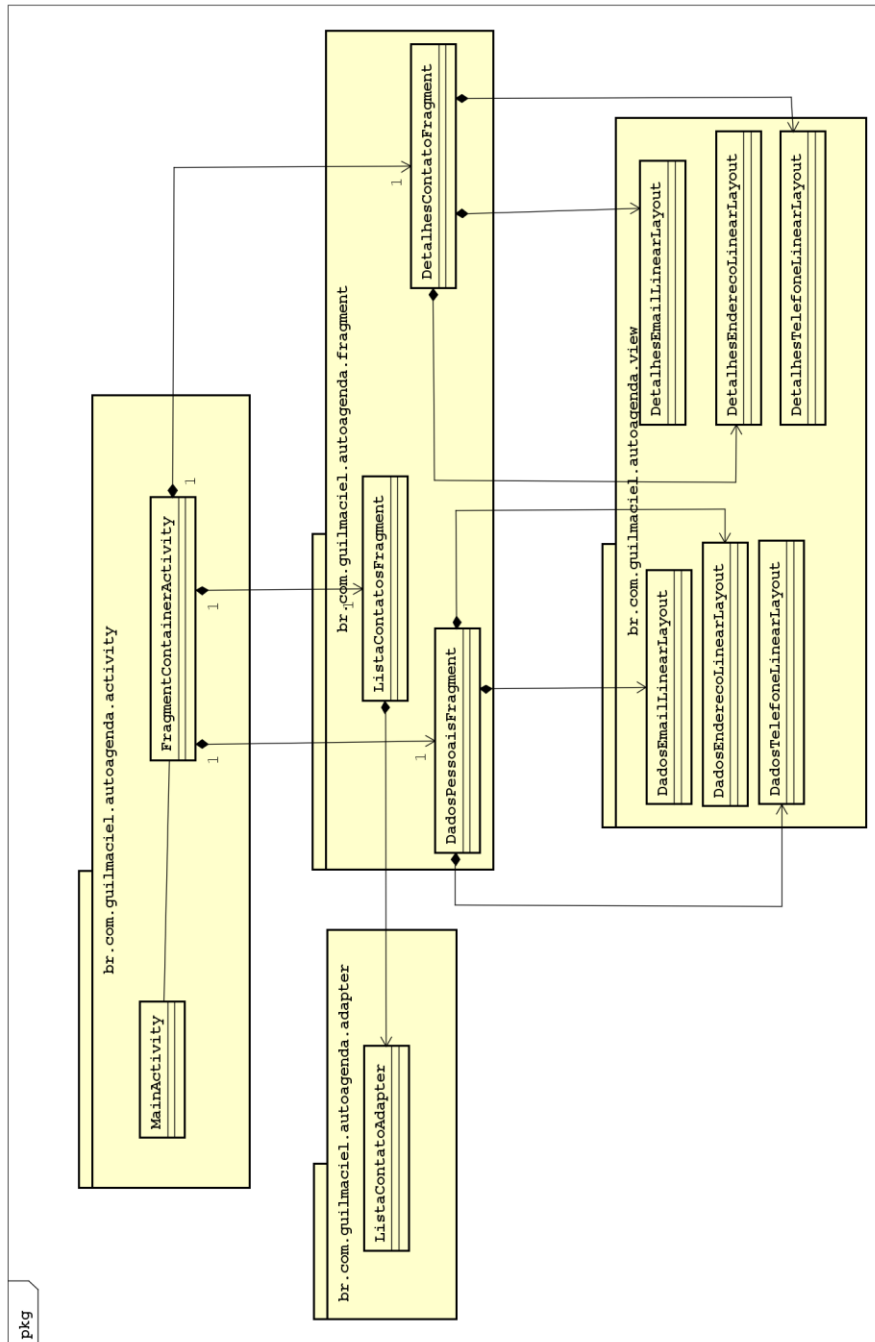 pkg
br.com.guilmaciel.autoagenda.activity
MainActivity
FragmentContainerActivity
1
1
1
br.com.guilmaciel.autoagenda.adapter
ListaContatoAdapter
br.com.guilmaciel.autoagenda.fragment
ListaContatosFragment
1
DadosPessoaisFragment
1
DetalhesContatoFragment
1
br.com.guilmaciel.autoagenda.view
DadosEmailLinearLayout
DadosEnderecoLinearLayout
DadosTelefoneLinearLayout
DetalhesEmailLinearLayout
DetalhesEnderecoLinearLayout
DetalhesTelefoneLinearLayout